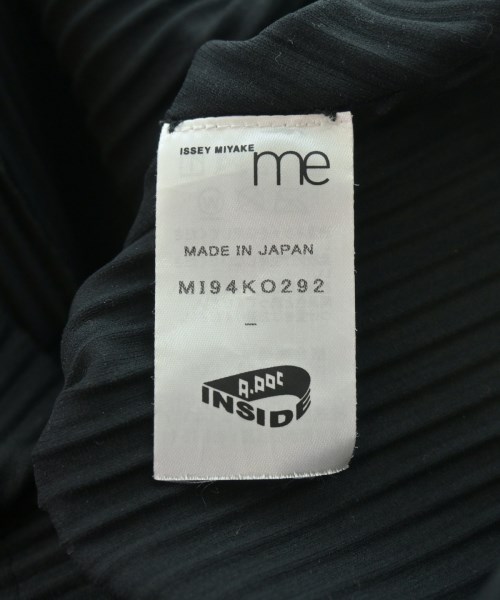 ISSEY MIYAKE me
MADE IN JAPAN
MI94KO292
–
A.POC
INSIDE